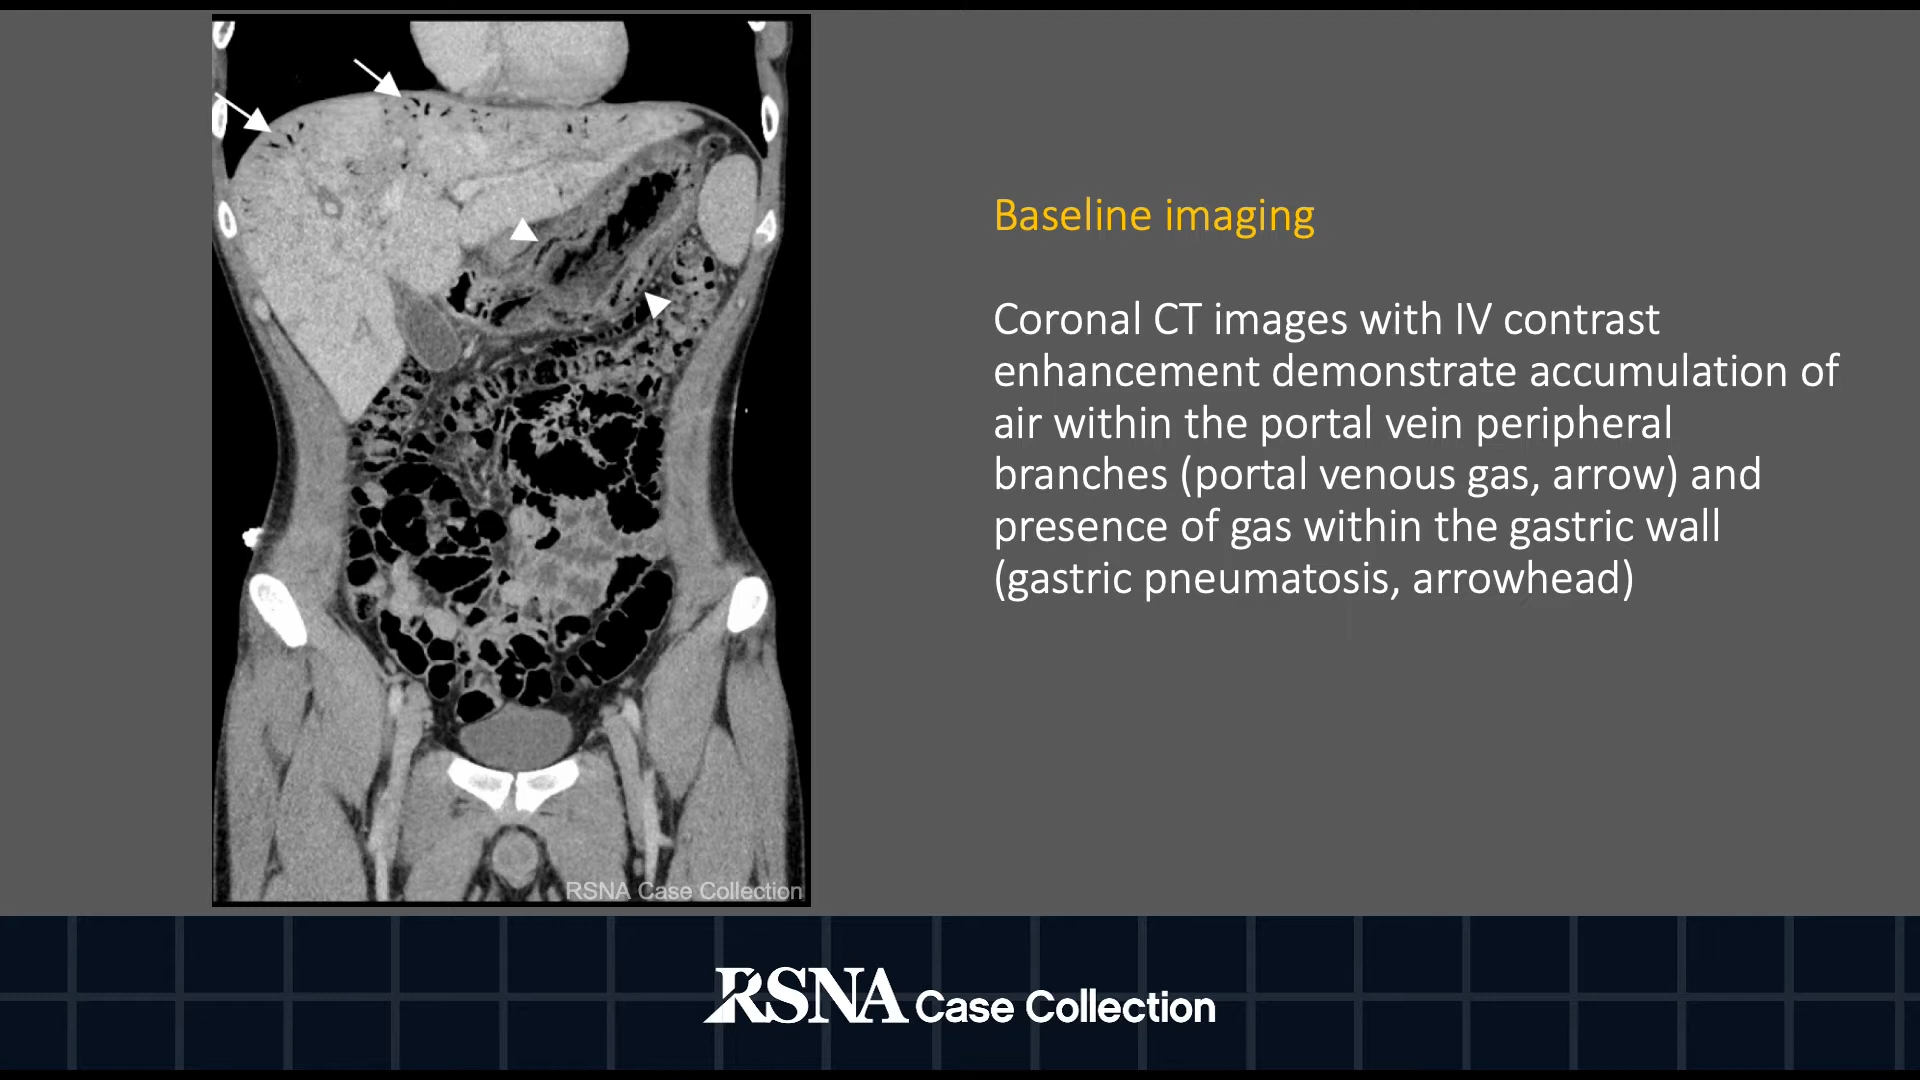 RSNA Case Collection
Baseline imaging
Coronal CT images with IV contrast
enhancement demonstrate accumulation of
air within the portal vein peripheral
branches (portal venous gas, arrow) and
presence of gas within the gastric wall
(gastric pneumatosis, arrowhead)
RSNA Case Collection